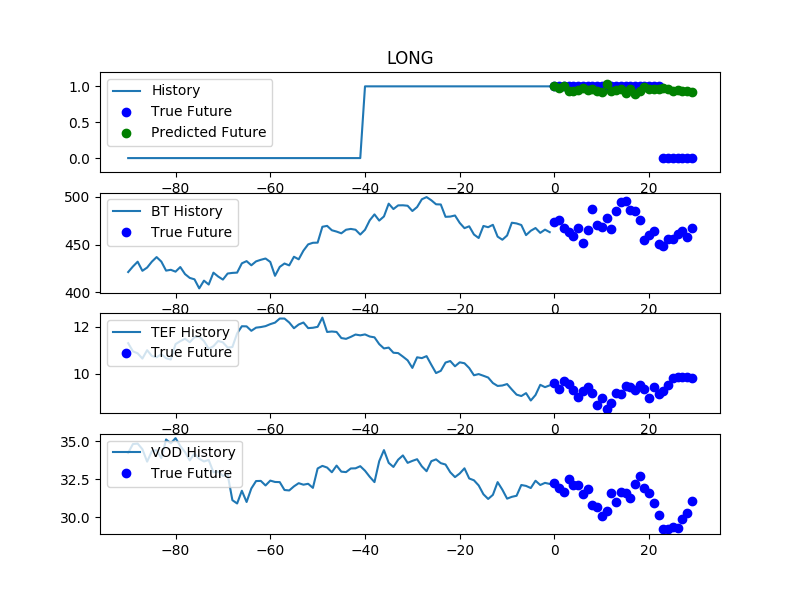 LONG
1.0
0.5
0.0
History
True Future
Predicted Future
−80 −60 −40 −20 0 20
500
450
400
BT History
True Future
−80 −60 −40 −20 0 20
12
10
TEF History
True Future
−80 −60 −40 −20 0 20
35.0
32.5
30.0
VOD History
True Future
−80 −60 −40 −20 0 20